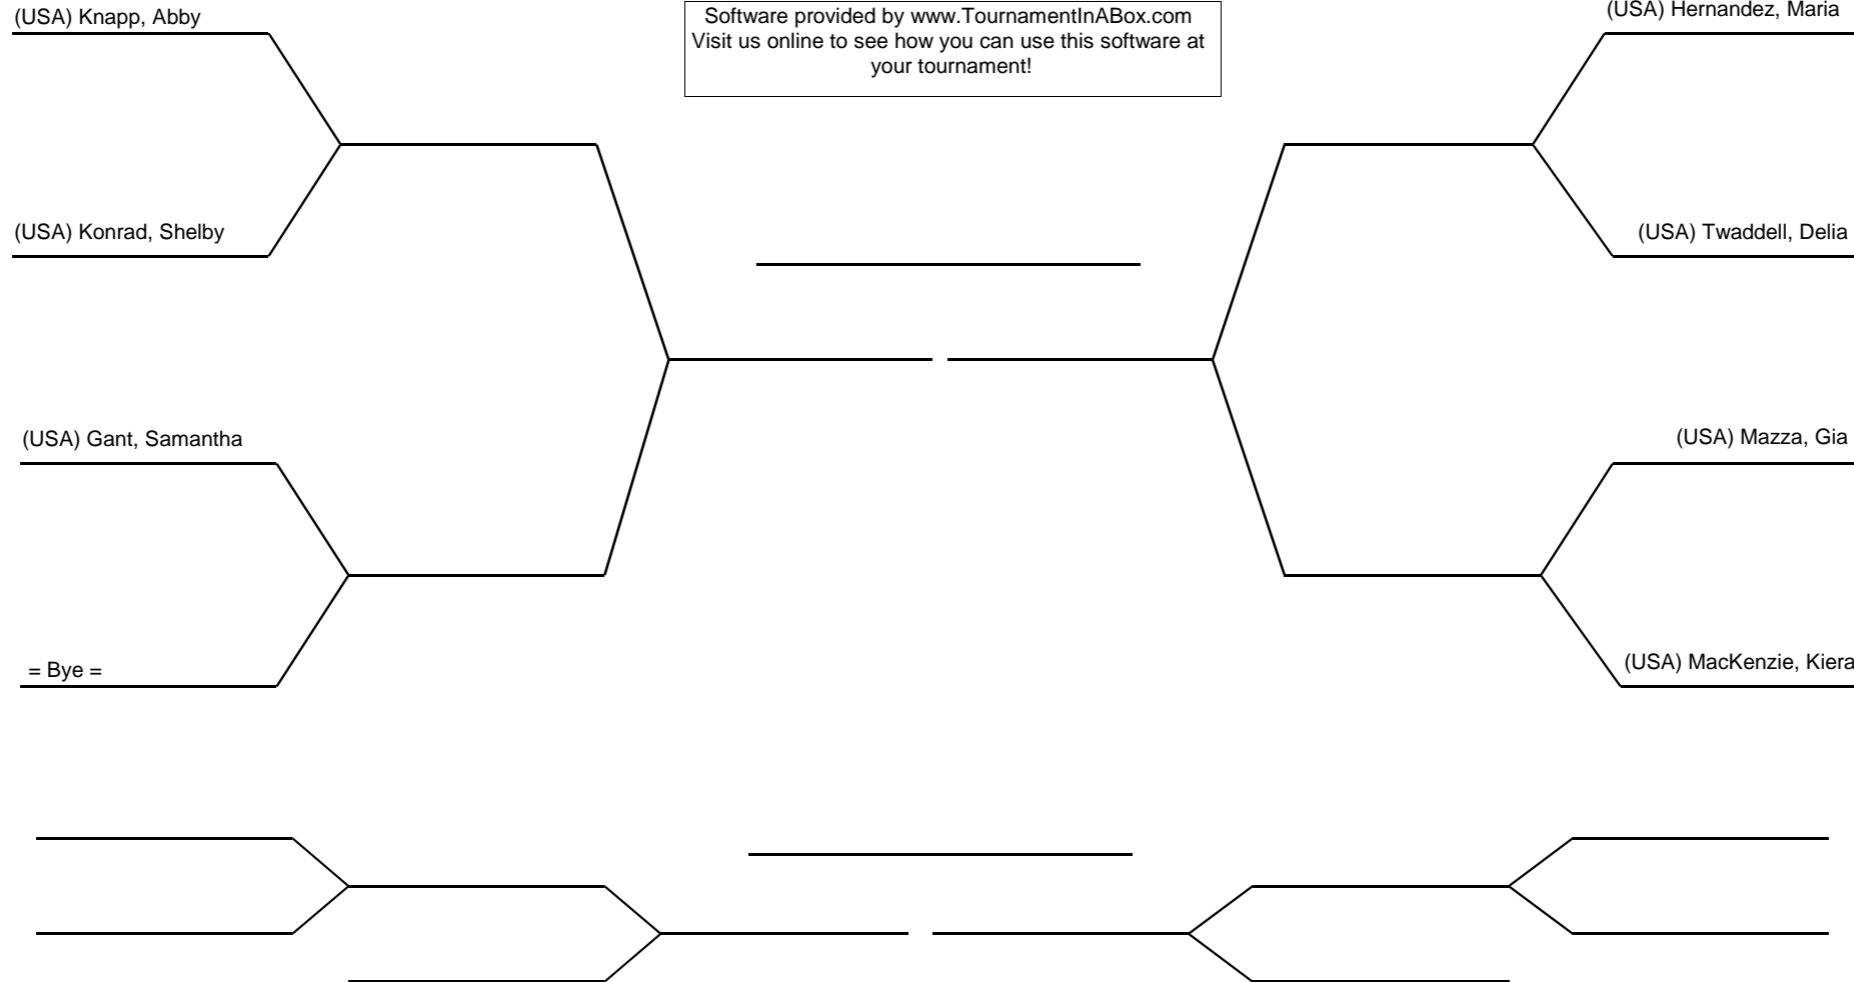 (USA) Knapp, Abby
Software provided by www.TournamentInABox.com
Visit us online to see how you can use this software at
your tournament!
(USA) Hernandez, Maria
(USA) Konrad, Shelby
(USA) Twaddell, Delia
(USA) Gant, Samantha
(USA) Mazza, Gia
= Bye =
(USA) MacKenzie, Kiera